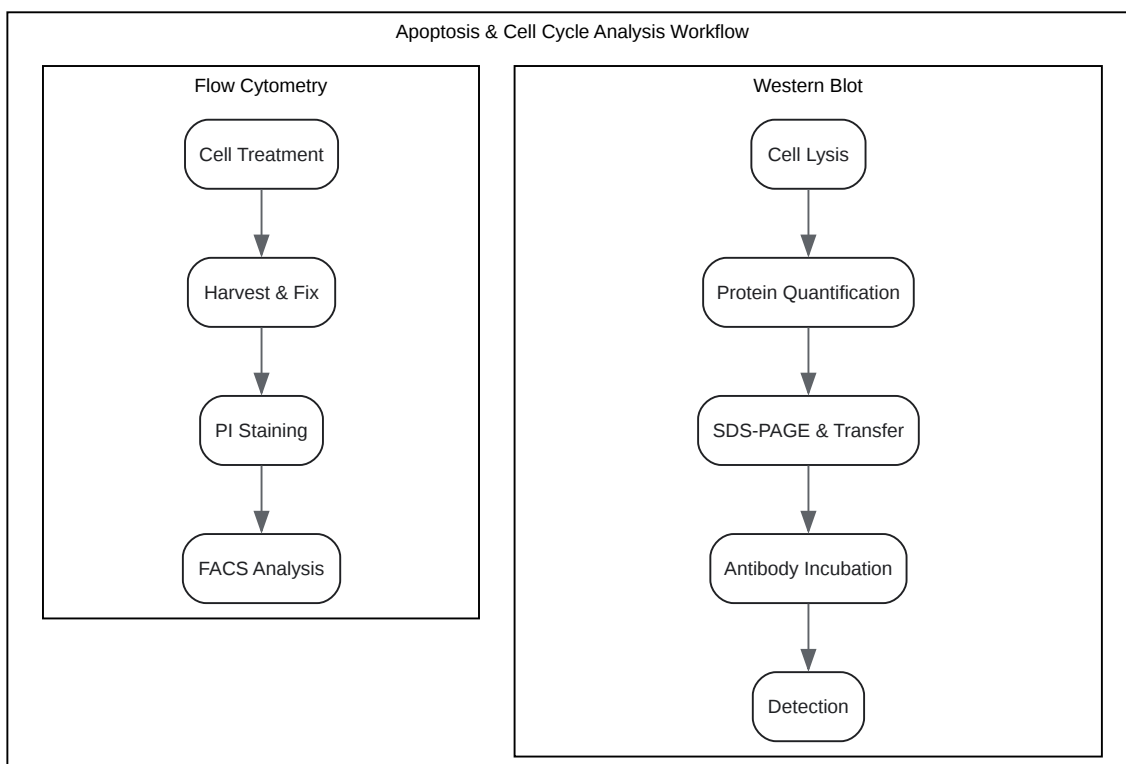 Apoptosis & Cell Cycle Analysis Workflow
Flow Cytometry
Cell Treatment
Harvest & Fix
PI Staining
FACS Analysis
Western Blot
Cell Lysis
Protein Quantification
SDS-PAGE & Transfer
Antibody Incubation
Detection